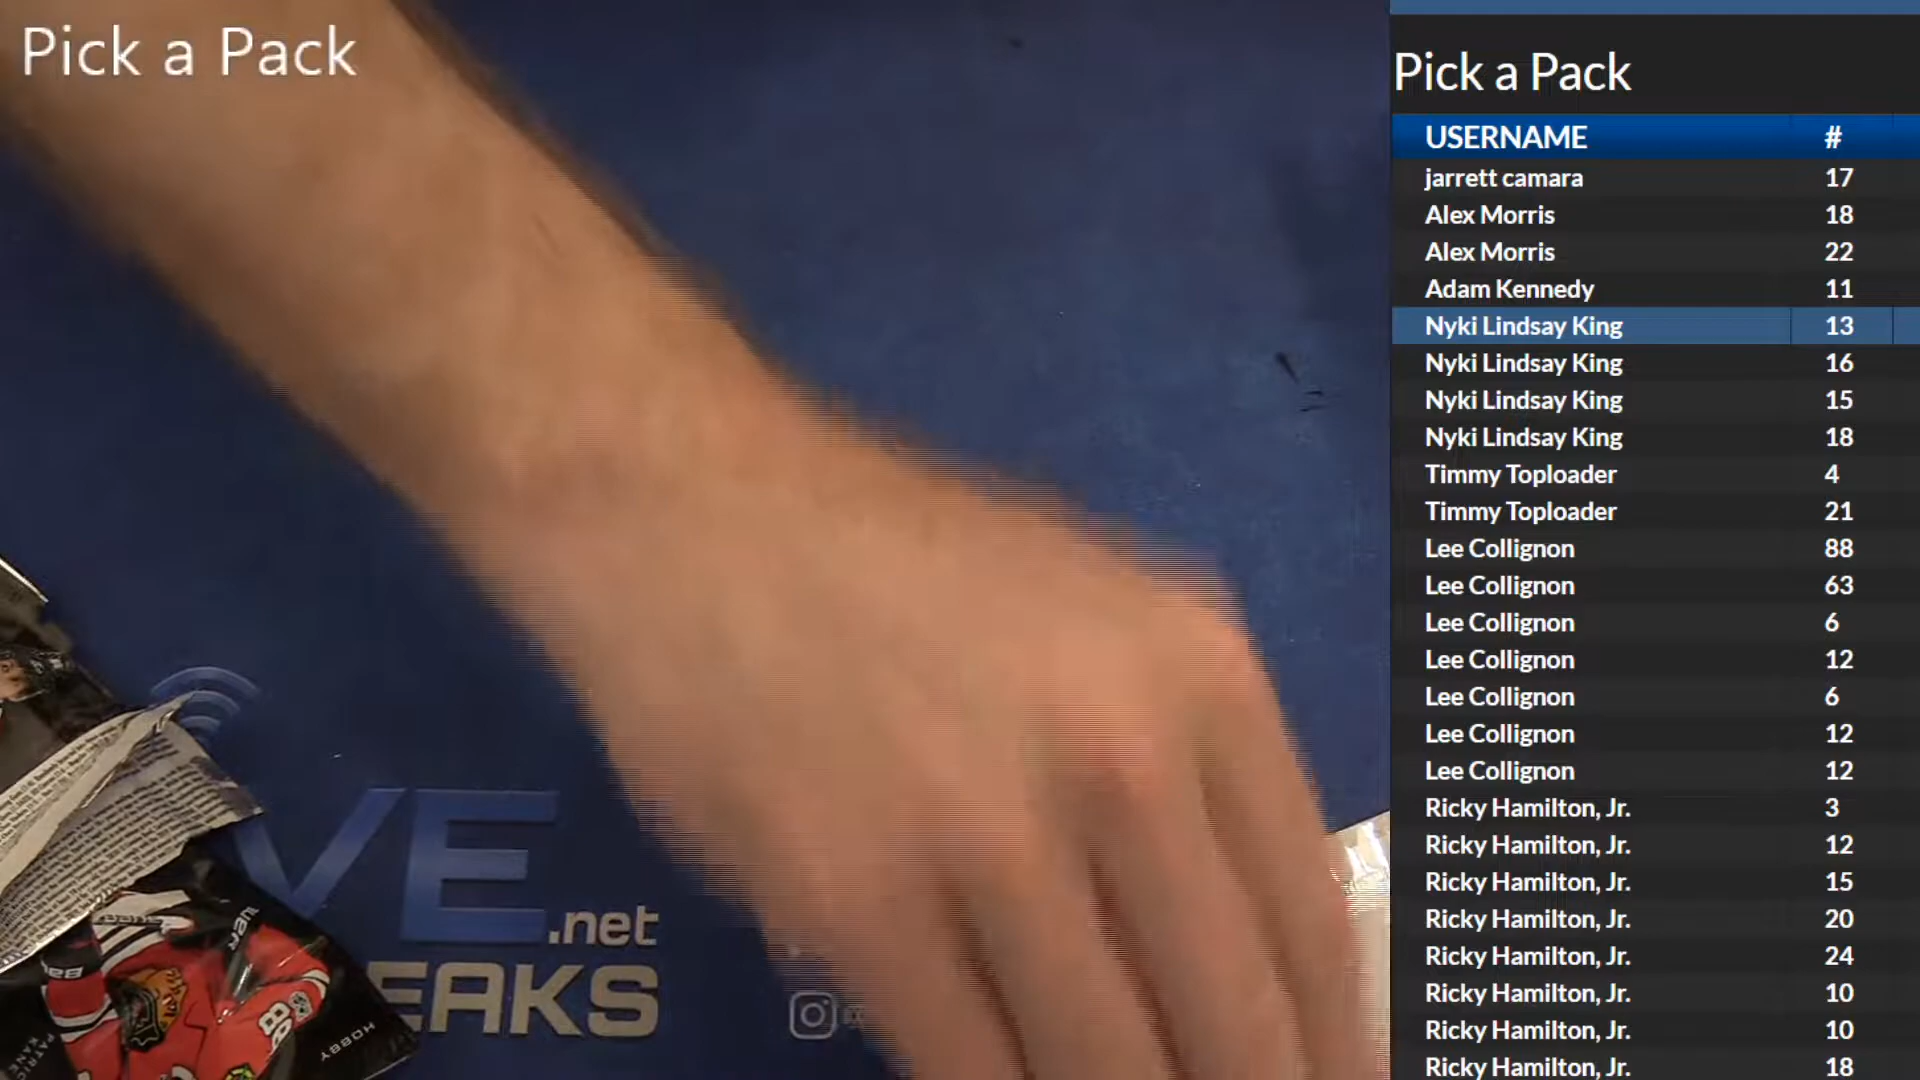 Pick a Pack
Pick a Pack
USERNAME #
jarrett camara 17
Alex Morris 18
Alex Morris 22
Adam Kennedy 11
Nyki Lindsay King 13
Nyki Lindsay King 16
Nyki Lindsay King 15
Nyki Lindsay King 18
Timmy Toploader 4
Timmy Toploader 21
Lee Collignon 88
Lee Collignon 63
Lee Collignon 6
Lee Collignon 12
Lee Collignon 6
Lee Collignon 12
Lee Collignon 12
Ricky Hamilton, Jr. 3
Ricky Hamilton, Jr. 12
Ricky Hamilton, Jr. 15
Ricky Hamilton, Jr. 20
Ricky Hamilton, Jr. 24
Ricky Hamilton, Jr. 10
Ricky Hamilton, Jr. 10
Ricky Hamilton, Jr. 18
VE
.net
EAKS
HOBBY
88